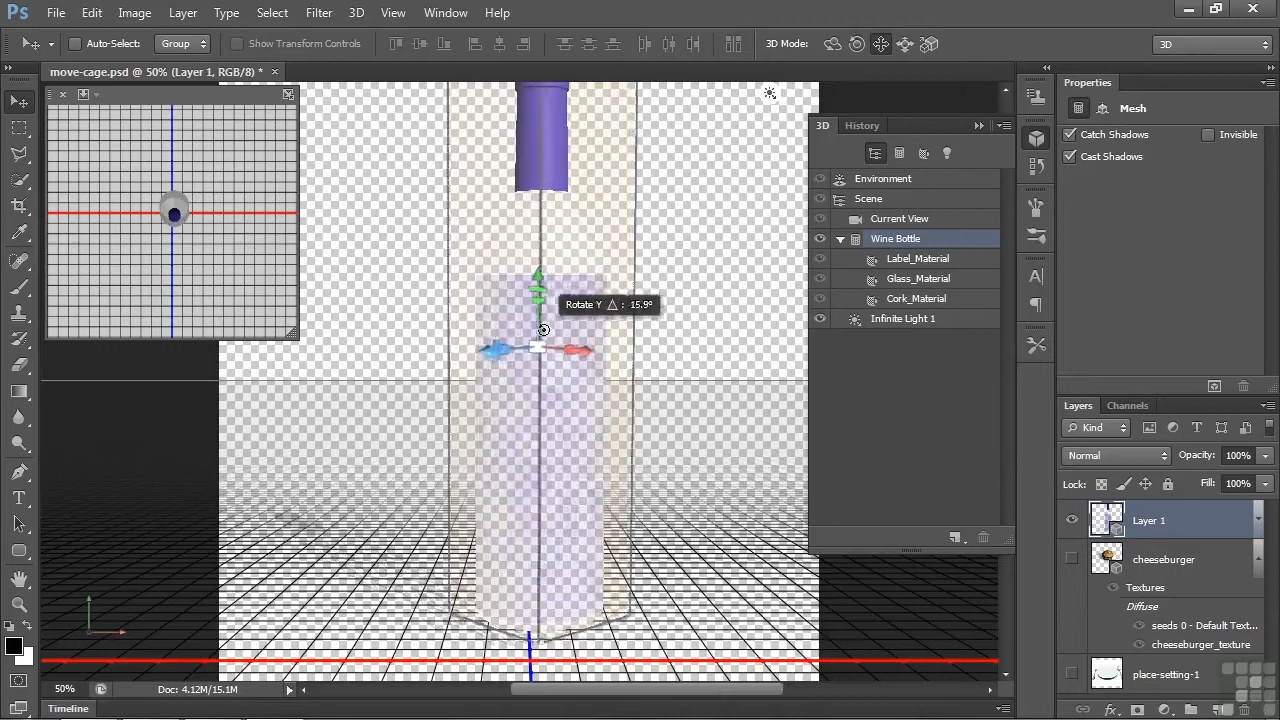 Ps File Edit Image Layer Type Select Filter 3D View Window Help
Auto-Select: Group Show Transform Controls 3D Mode: 3D
move-cage.psd @ 50% (Layer 1, RGB/8) * ×
Properties
Mesh
Catch Shadows Invisible
Cast Shadows
3D History
Environment
Scene
Current View
Wine Bottle
Label_Material
Glass_Material
Cork_Material
Infinite Light 1
Rotate Y △ : 15.9°
Layers Channels
Kind
Normal Opacity: 100%
Lock: Fill: 100%
Layer 1
cheeseburger
Textures
Diffuse
seeds 0 - Default Text...
cheeseburger_texture
place-setting-1
50% Doc: 4.12M/15.1M
Timeline